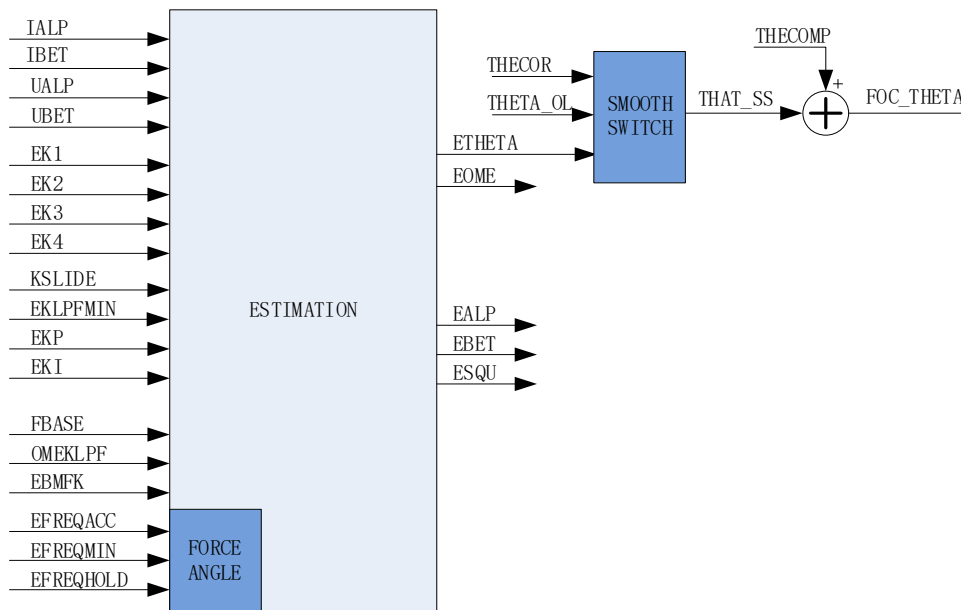 IALP
IBET
UALP
UBET
EK1
EK2
EK3
EK4
KSLIDE
EKLPFMIN
EKP
EKI
FBASE
OMEKLPF
EBMFK
EFREQACC
EFREQMIN
EFREQHOLD
FORCE
ANGLE
ESTIMATION
ETHETA
EOME
EALP
EBET
ESQU
THECOR
THETA_OL
SMOOTH
SWITCH
THAT_SS
THECOMP
+
FOC_THETA